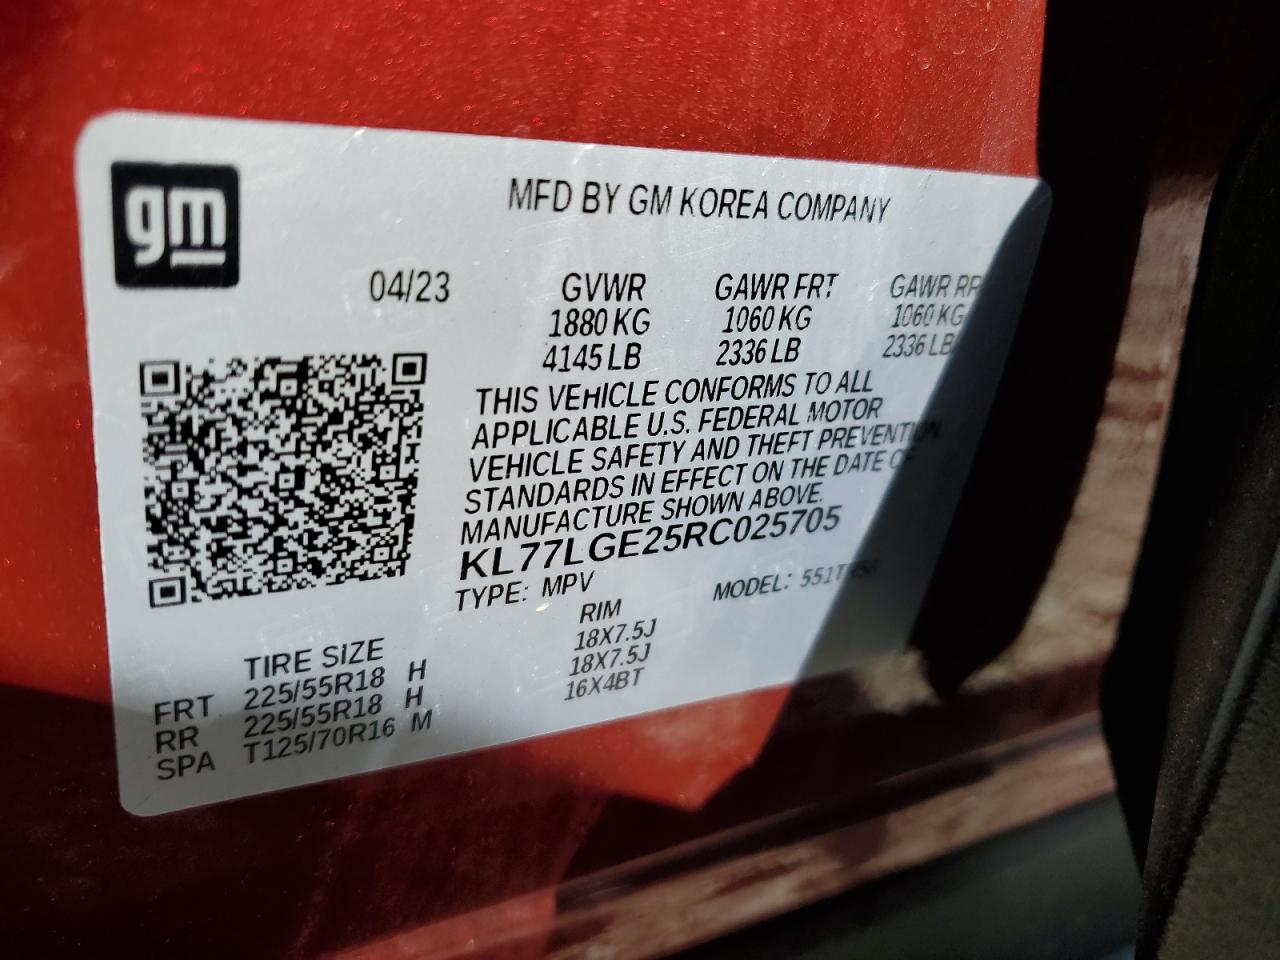 gm
MFD BY GM KOREA COMPANY
04/23 GVWR GAWR FRT GAWR RR
1880 KG 1060 KG 1060 KG
4145 LB 2336 LB 2336 LB
THIS VEHICLE CONFORMS TO ALL
APPLICABLE U.S. FEDERAL MOTOR
VEHICLE SAFETY AND THEFT PREVENTION
STANDARDS IN EFFECT ON THE DATE OF
MANUFACTURE SHOWN ABOVE.
KL77LGE25RC025705
TYPE: MPV MODEL:
TIRE SIZE RIM
FRT 225/55R18 H 18X7.5J
RR 225/55R18 H 18X7.5J
SPA T125/70R16 M 16X4BT